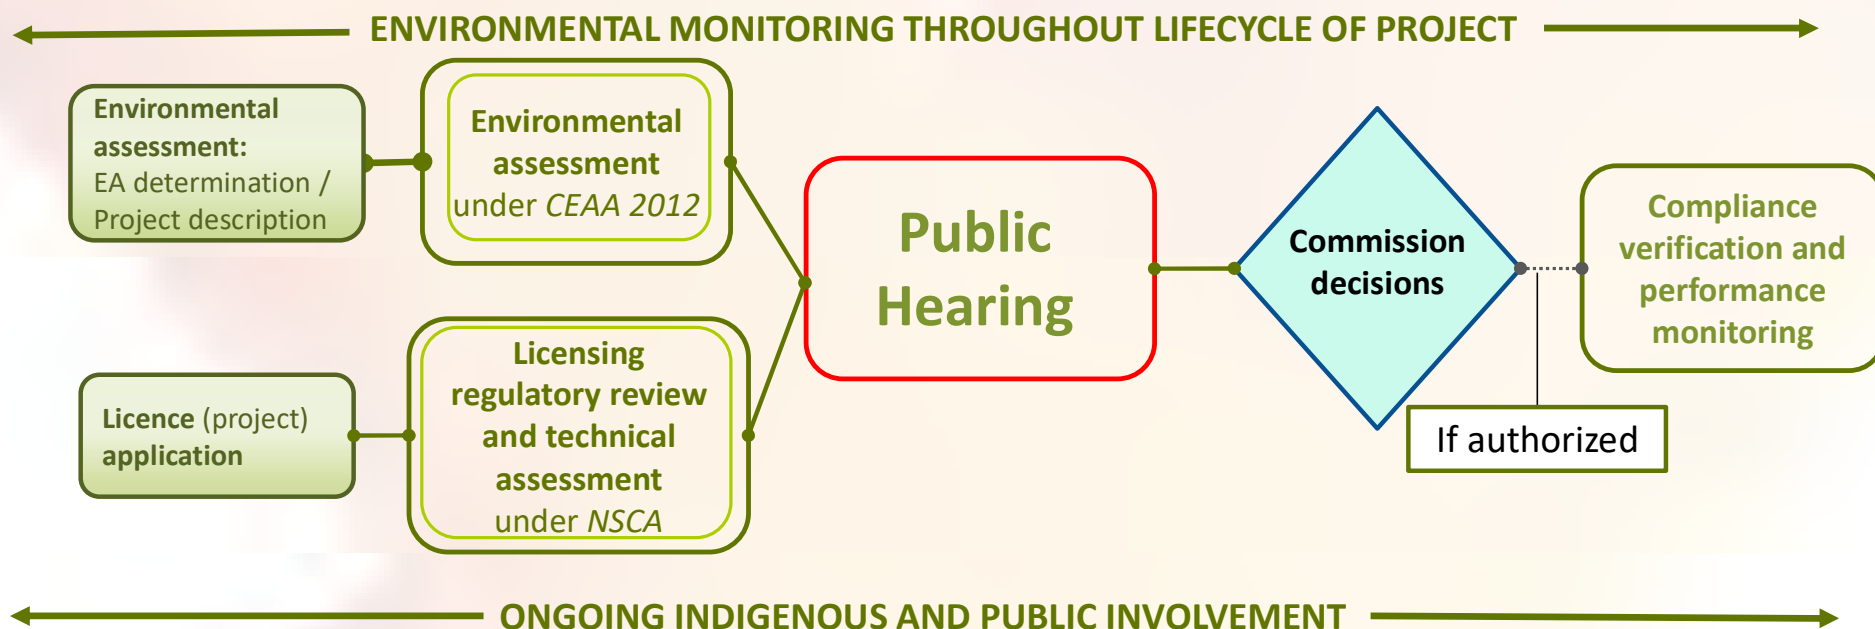 ENVIRONMENTAL MONITORING THROUGHOUT LIFECYCLE OF PROJECT
Environmental
assessment:
EA determination /
Project description
Environmental
assessment
under CEAA 2012
Licence (project)
application
Licensing
regulatory review
and technical
assessment
under NSCA
Public
Hearing
Commission
decisions
If authorized
Compliance
verification and
performance
monitoring
ONGOING INDIGENOUS AND PUBLIC INVOLVEMENT